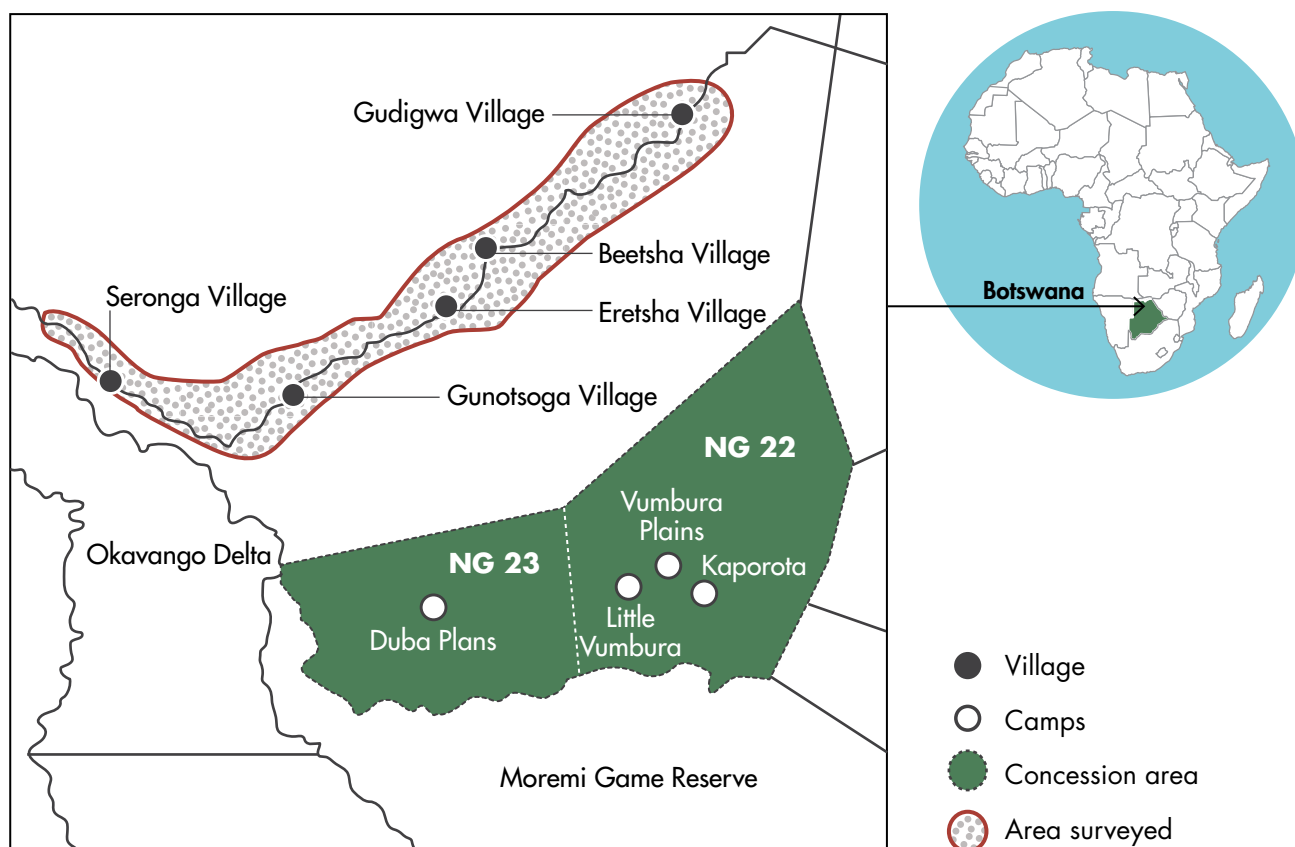 Gudigwa Village
Beetsha Village
Seronga Village
Eretsha Village
Gunotsoga Village
NG 22
Vumbura
Plains
Okavango Delta
NG 23
Kaporota
Little
Vumbura
Duba Plans
Moremi Game Reserve
Botswana
Village
Camps
Concession area
Area surveyed